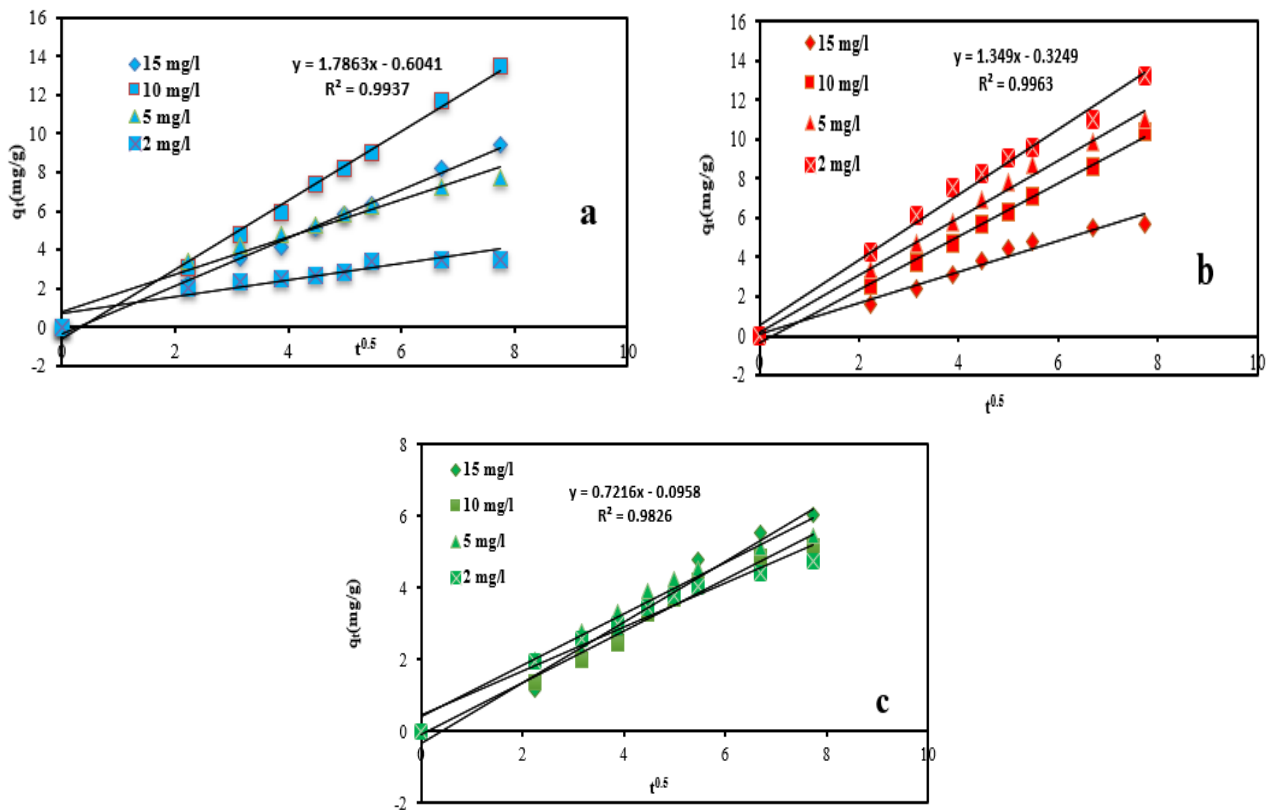 16
14
12
10
8
6
4
2
0
-2
qt(mg/g)
15 mg/l
10 mg/l
5 mg/l
2 mg/l
y = 1.7863x - 0.6041
R² = 0.9937
a
0
2
4
6
8
10
t^0.5
16
14
12
10
8
6
4
2
0
-2
qt(mg/g)
15 mg/l
10 mg/l
5 mg/l
2 mg/l
y = 1.349x - 0.3249
R² = 0.9963
b
0
2
4
6
8
10
t^0.5
8
6
4
2
0
-2
qt(mg/g)
15 mg/l
10 mg/l
5 mg/l
2 mg/l
y = 0.7216x - 0.0958
R² = 0.9826
c
0
2
4
6
8
10
t^0.5